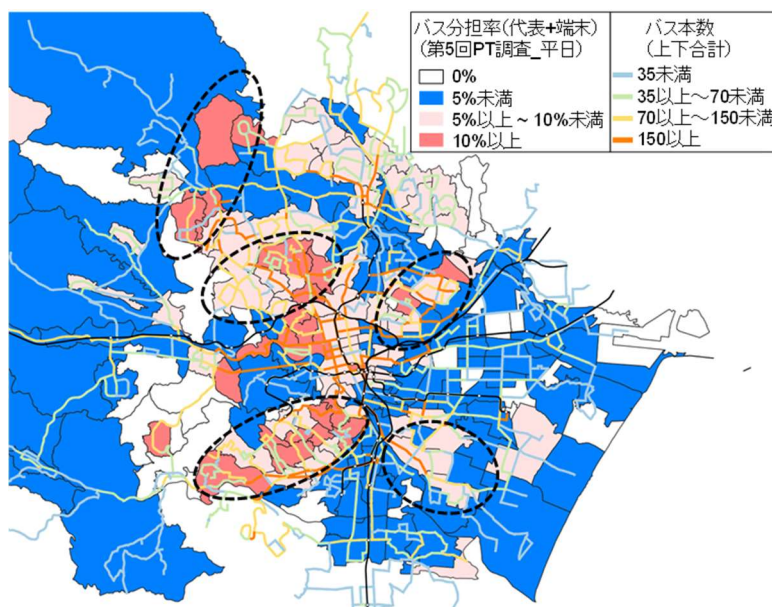 バス分担率(代表+端末)
(第5回PT調査_平日)
0%
5%未満
5%以上~10%未満
10%以上
バス本数
(上下合計)
35未満
35以上～70未満
70以上～150未満
150以上